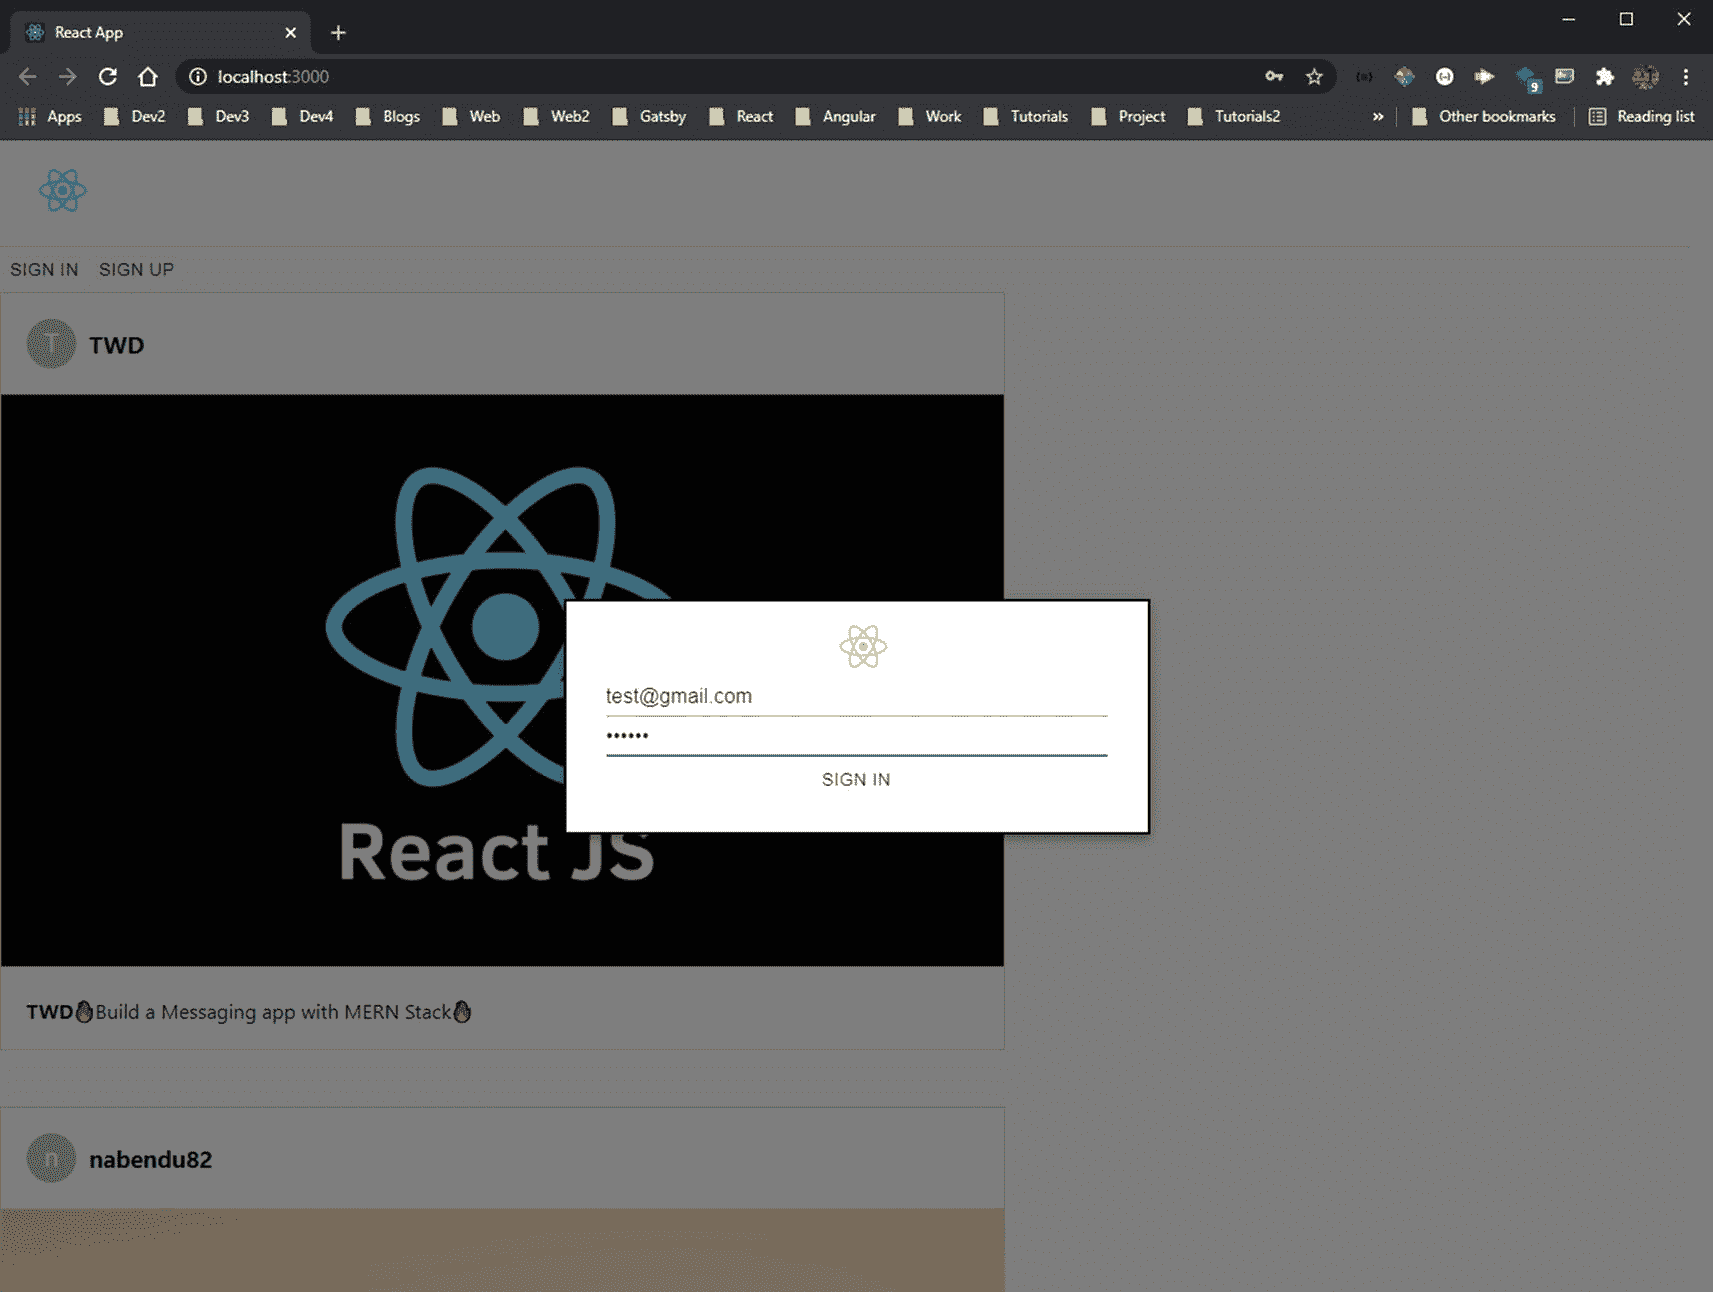 React App
localhost:3000
9
Apps Dev2 Dev3 Dev4 Blogs Web Web2 Gatsby React Angular Work Tutorials Project Tutorials2 » Other bookmarks Reading list
SIGN IN SIGN UP
T TWD
test@gmail.com
••••••
SIGN IN
React JS
TWD🔥Build a Messaging app with MERN Stack🔥
n nabendu82